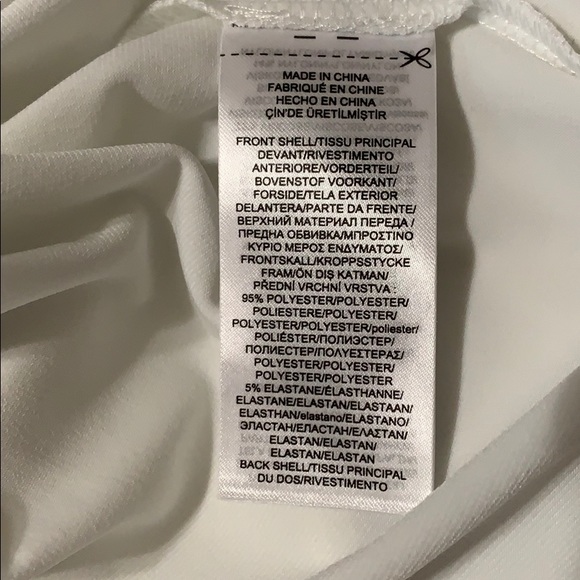 MADE IN CHINA
FABRIQUÉ EN CHINE
HECHO EN CHINA
ÇİN'DE ÜRETİLMİŞTİR
FRONT SHELL/TISSU PRINCIPAL
DEVANT/RIVESTIMENTO
ANTERIORE/VORDERTEIL/
BOVENSTOF VOORKANT/
FORSIDE/TELA EXTERIOR
DELANTERA/PARTE DA FRENTE/
ВЕРХНИЙ МАТЕРИАЛ ПЕРЕДА /
ПРЕДНА ОБВИВКА/ΜΠΡΟΣΤΙΝΟ
ΚΥΡΙΟ ΜΕΡΟΣ ΕΝΔΥΜΑΤΟΣ/
FRONTSKALL/KROPPSSTYCKE
FRAM/ÖN DIŞ KATMAN/
PŘEDNÍ VRCHNÍ VRSTVA :
95% POLYESTER/POLYESTER/
POLIESTERE/POLYESTER/
POLYESTER/POLYESTER/poliester/
POLIÉSTER/ПОЛИЭСТЕР/
ПОЛИЕСТЕР/ΠΟΛΥΕΣΤΕΡΑΣ/
POLYESTER/POLYESTER/
POLYESTER/POLYESTER
5% ELASTANE/ÉLASTHANNE/
ELASTANE/ELASTAN/ELASTAAN/
ELASTHAN/elastano/ELASTANO/
ЭЛАСТАН/ЕЛАСТАН/ΕΛΑΣΤΑΝ/
ELASTAN/ELASTAN/
ELASTAN/ELASTAN
BACK SHELL/TISSU PRINCIPAL
DU DOS/RIVESTIMENTO